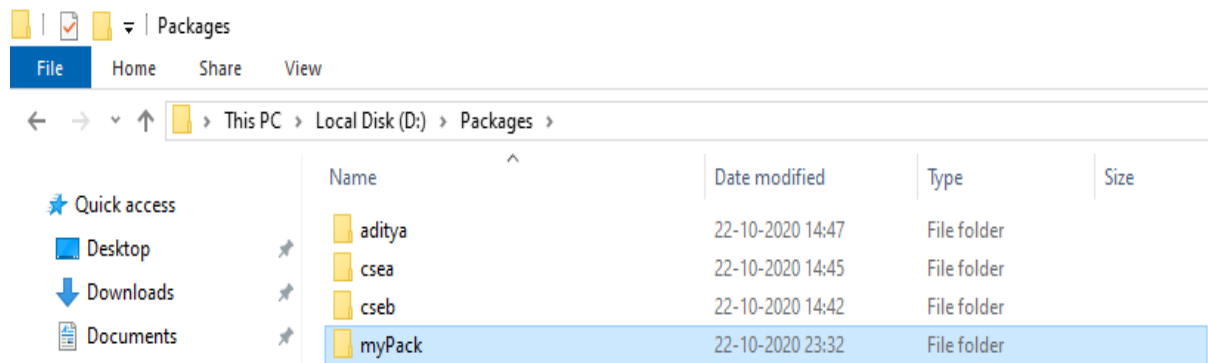 Packages
File Home Share View
This PC > Local Disk (D:) > Packages >
Name Date modified Type Size
Quick access
Desktop
Downloads
Documents
aditya 22-10-2020 14:47 File folder
csea 22-10-2020 14:45 File folder
cseb 22-10-2020 14:42 File folder
myPack 22-10-2020 23:32 File folder